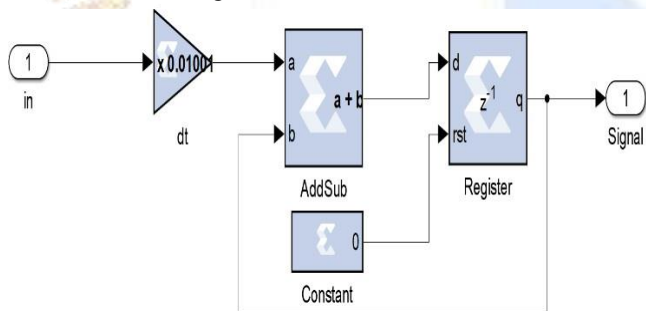 1
in
x 0.01001
dt
a
b
a + b
AddSub
0
Constant
d
rst
z-1
q
Register
1
Signal